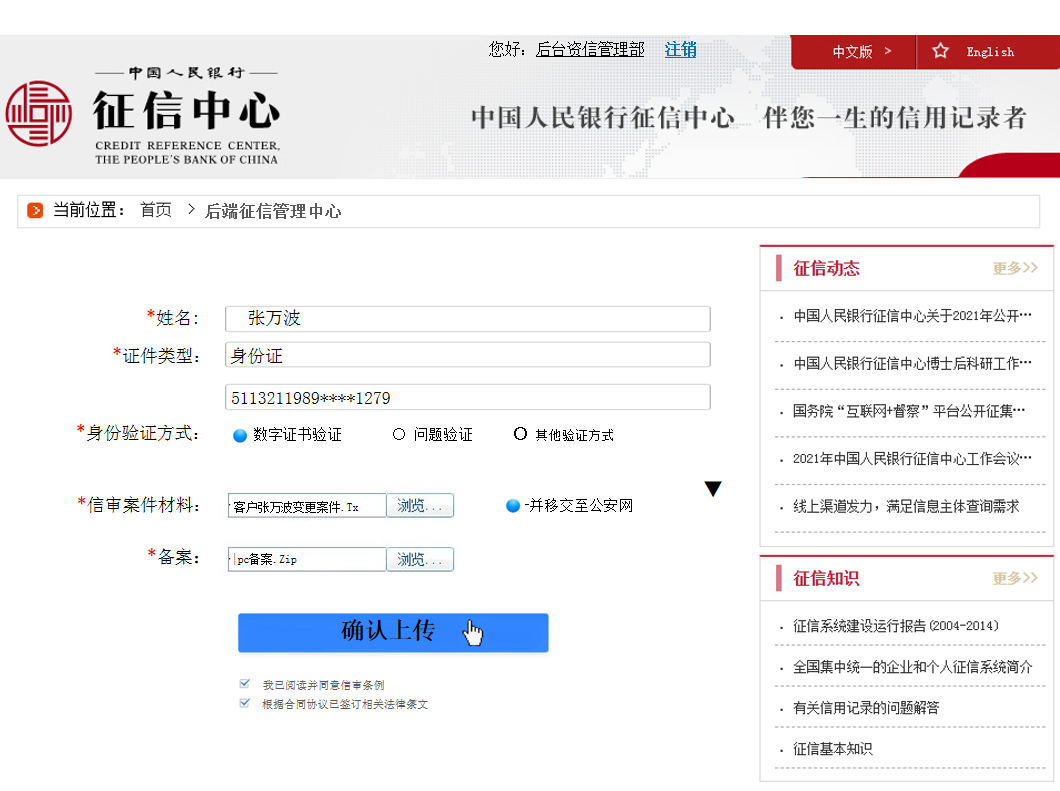 您好: 后台资信管理部 注销
中文版 > English
中国人民银行
征信中心
CREDIT REFERENCE CENTER,
THE PEOPLE'S BANK OF CHINA
中国人民银行征信中心 伴您一生的信用记录者
当前位置: 首页 > 后端征信管理中心
*姓名: 张万波
*证件类型: 身份证
5113211989****1279
*身份验证方式: 数字证书验证 问题验证 其他验证方式
*信审案件材料: 客户张万波变更案件.Tx 浏览... -并移交至公安网
*备案: pc备案.Zip 浏览...
确认上传
我已阅读并同意信审条例
根据合同协议已签订相关法律条文
征信动态 更多>>
· 中国人民银行征信中心关于2021年公开…
· 中国人民银行征信中心博士后科研工作…
· 国务院“互联网+督察”平台公开征集…
· 2021年中国人民银行征信中心工作会议…
· 线上渠道发力，满足信息主体查询需求
征信知识 更多>>
· 征信系统建设运行报告(2004-2014)
· 全国集中统一的企业和个人征信系统简介
· 有关信用记录的问题解答
· 征信基本知识